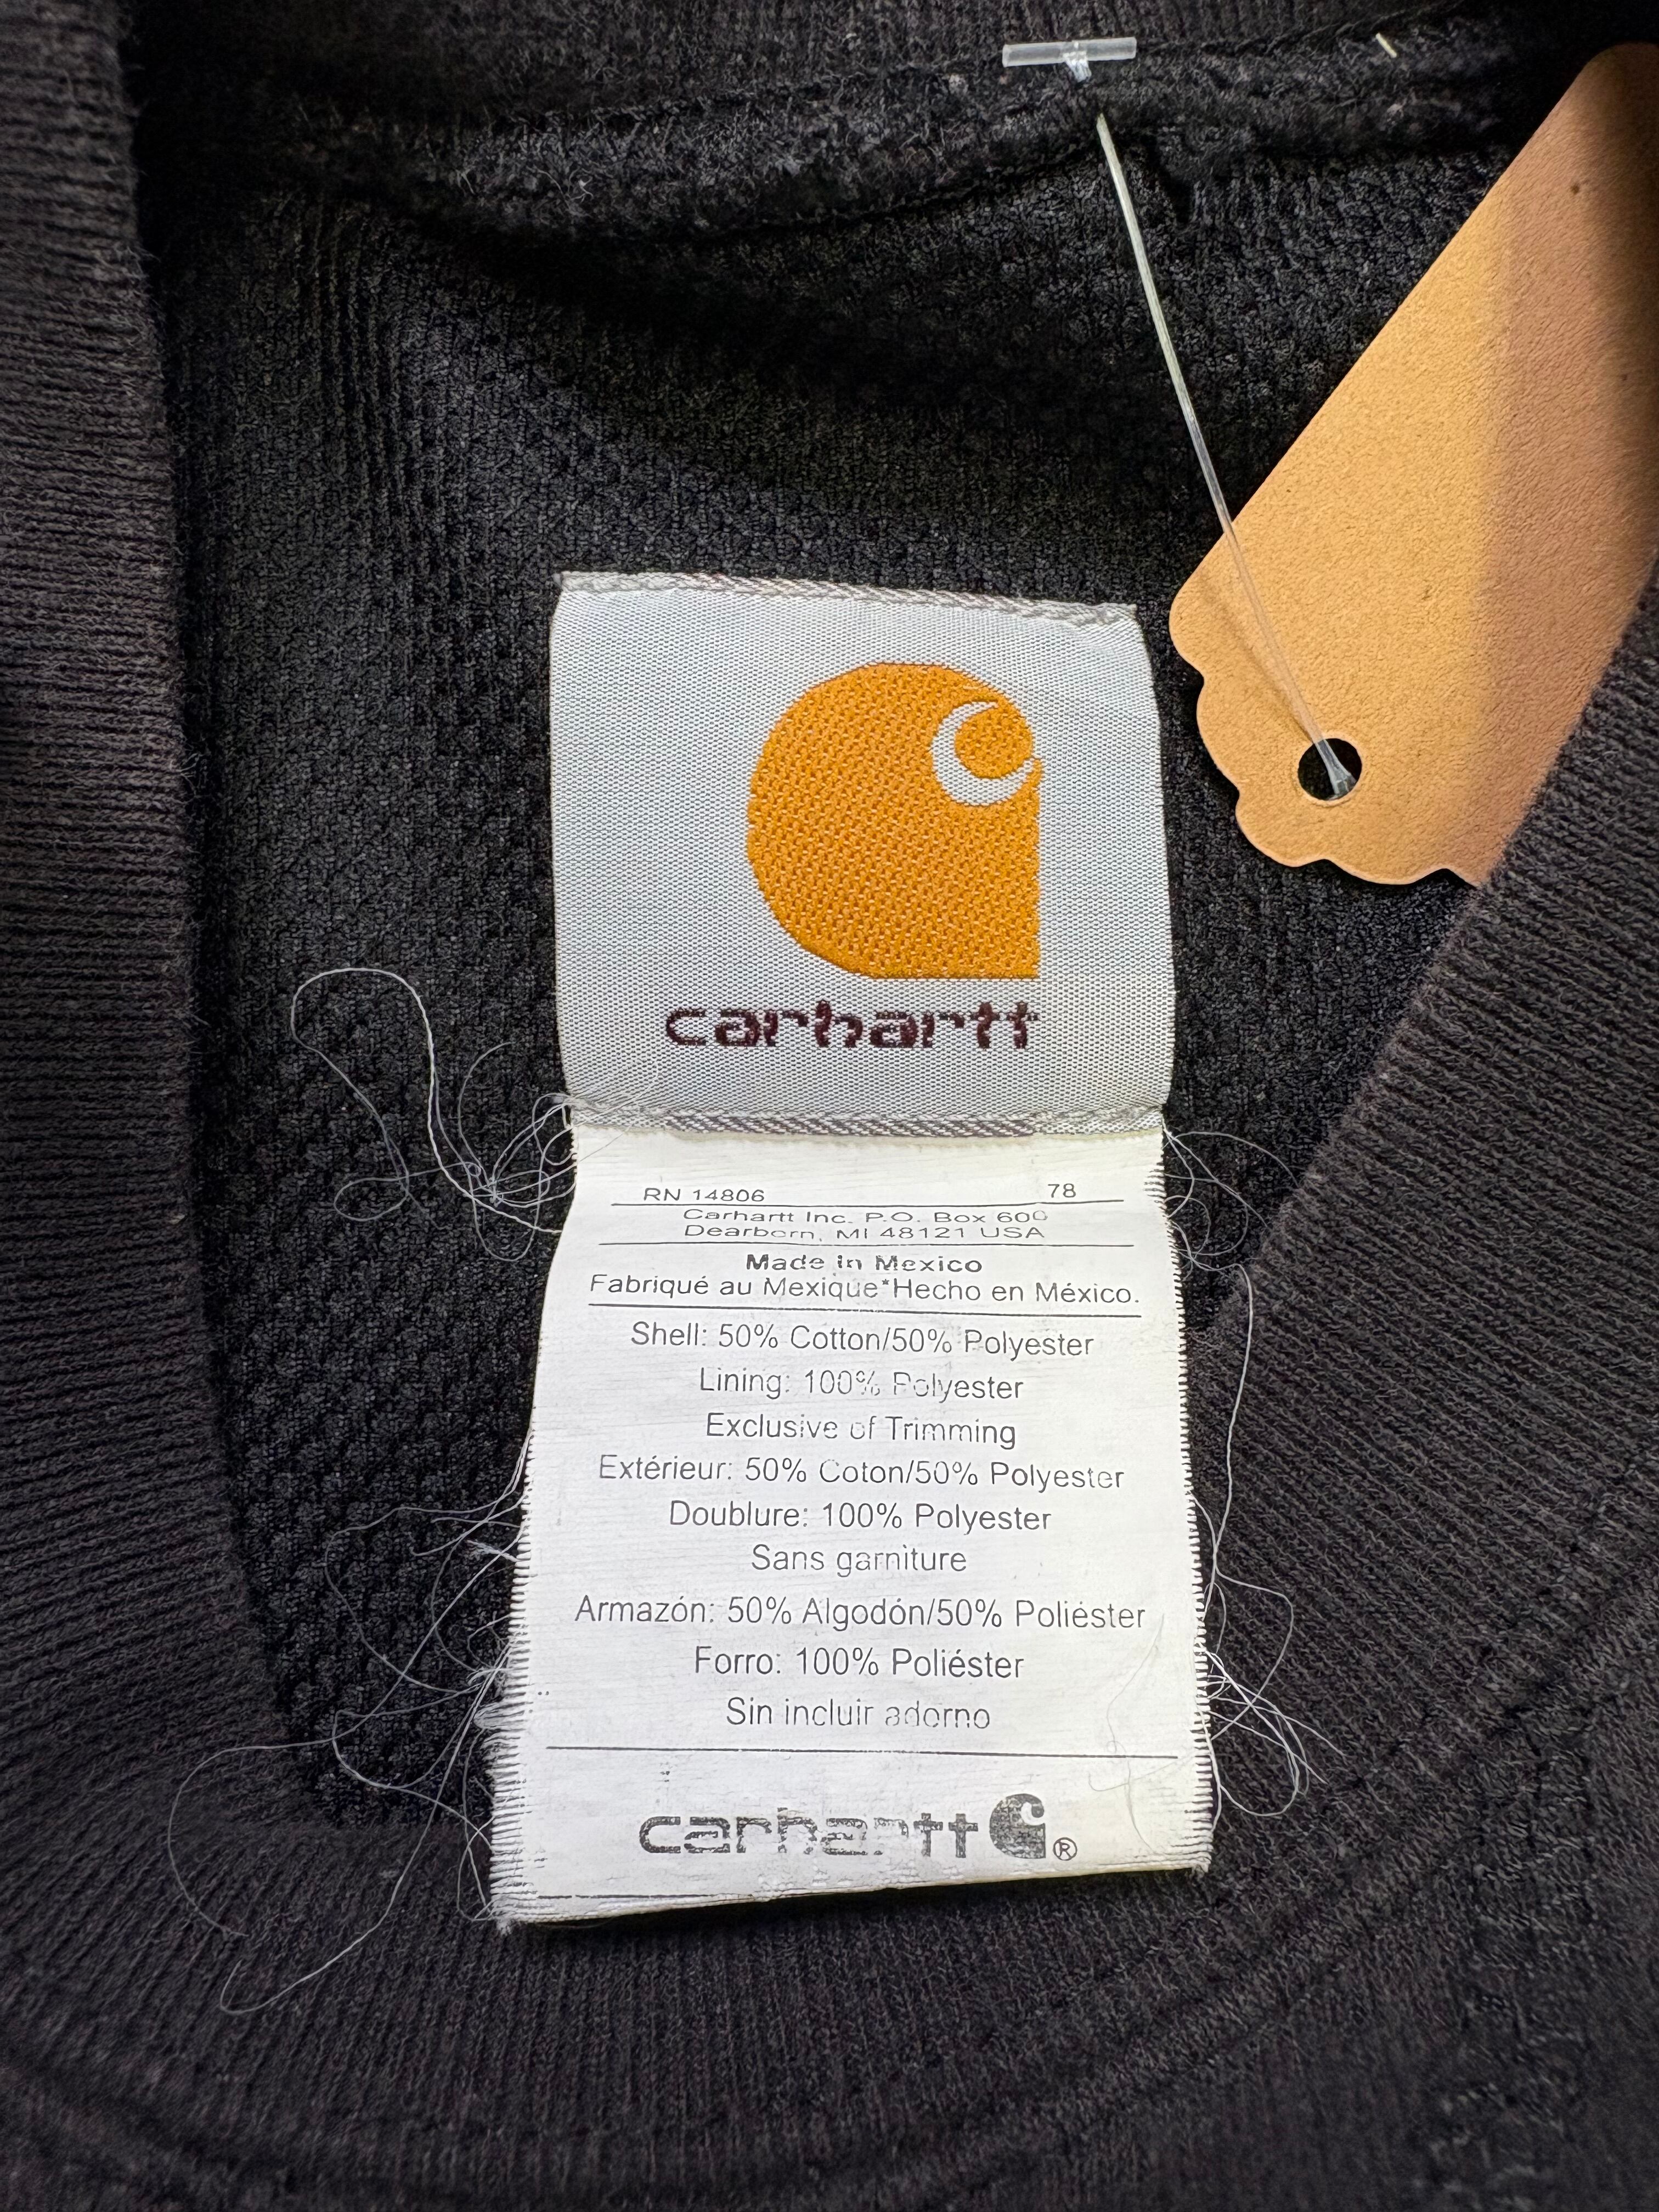 carhartt
RN 14806 78
Carhartt Inc. P.O. Box 600
Dearborn, MI 48121 USA
Made in Mexico
Fabriqué au Mexique*Hecho en México.
Shell: 50% Cotton/50% Polyester
Lining: 100% Polyester
Exclusive of Trimming
Extérieur: 50% Coton/50% Polyester
Doublure: 100% Polyester
Sans garniture
Armazón: 50% Algodón/50% Poliéster
Forro: 100% Poliéster
Sin incluir adorno
carhartt ®